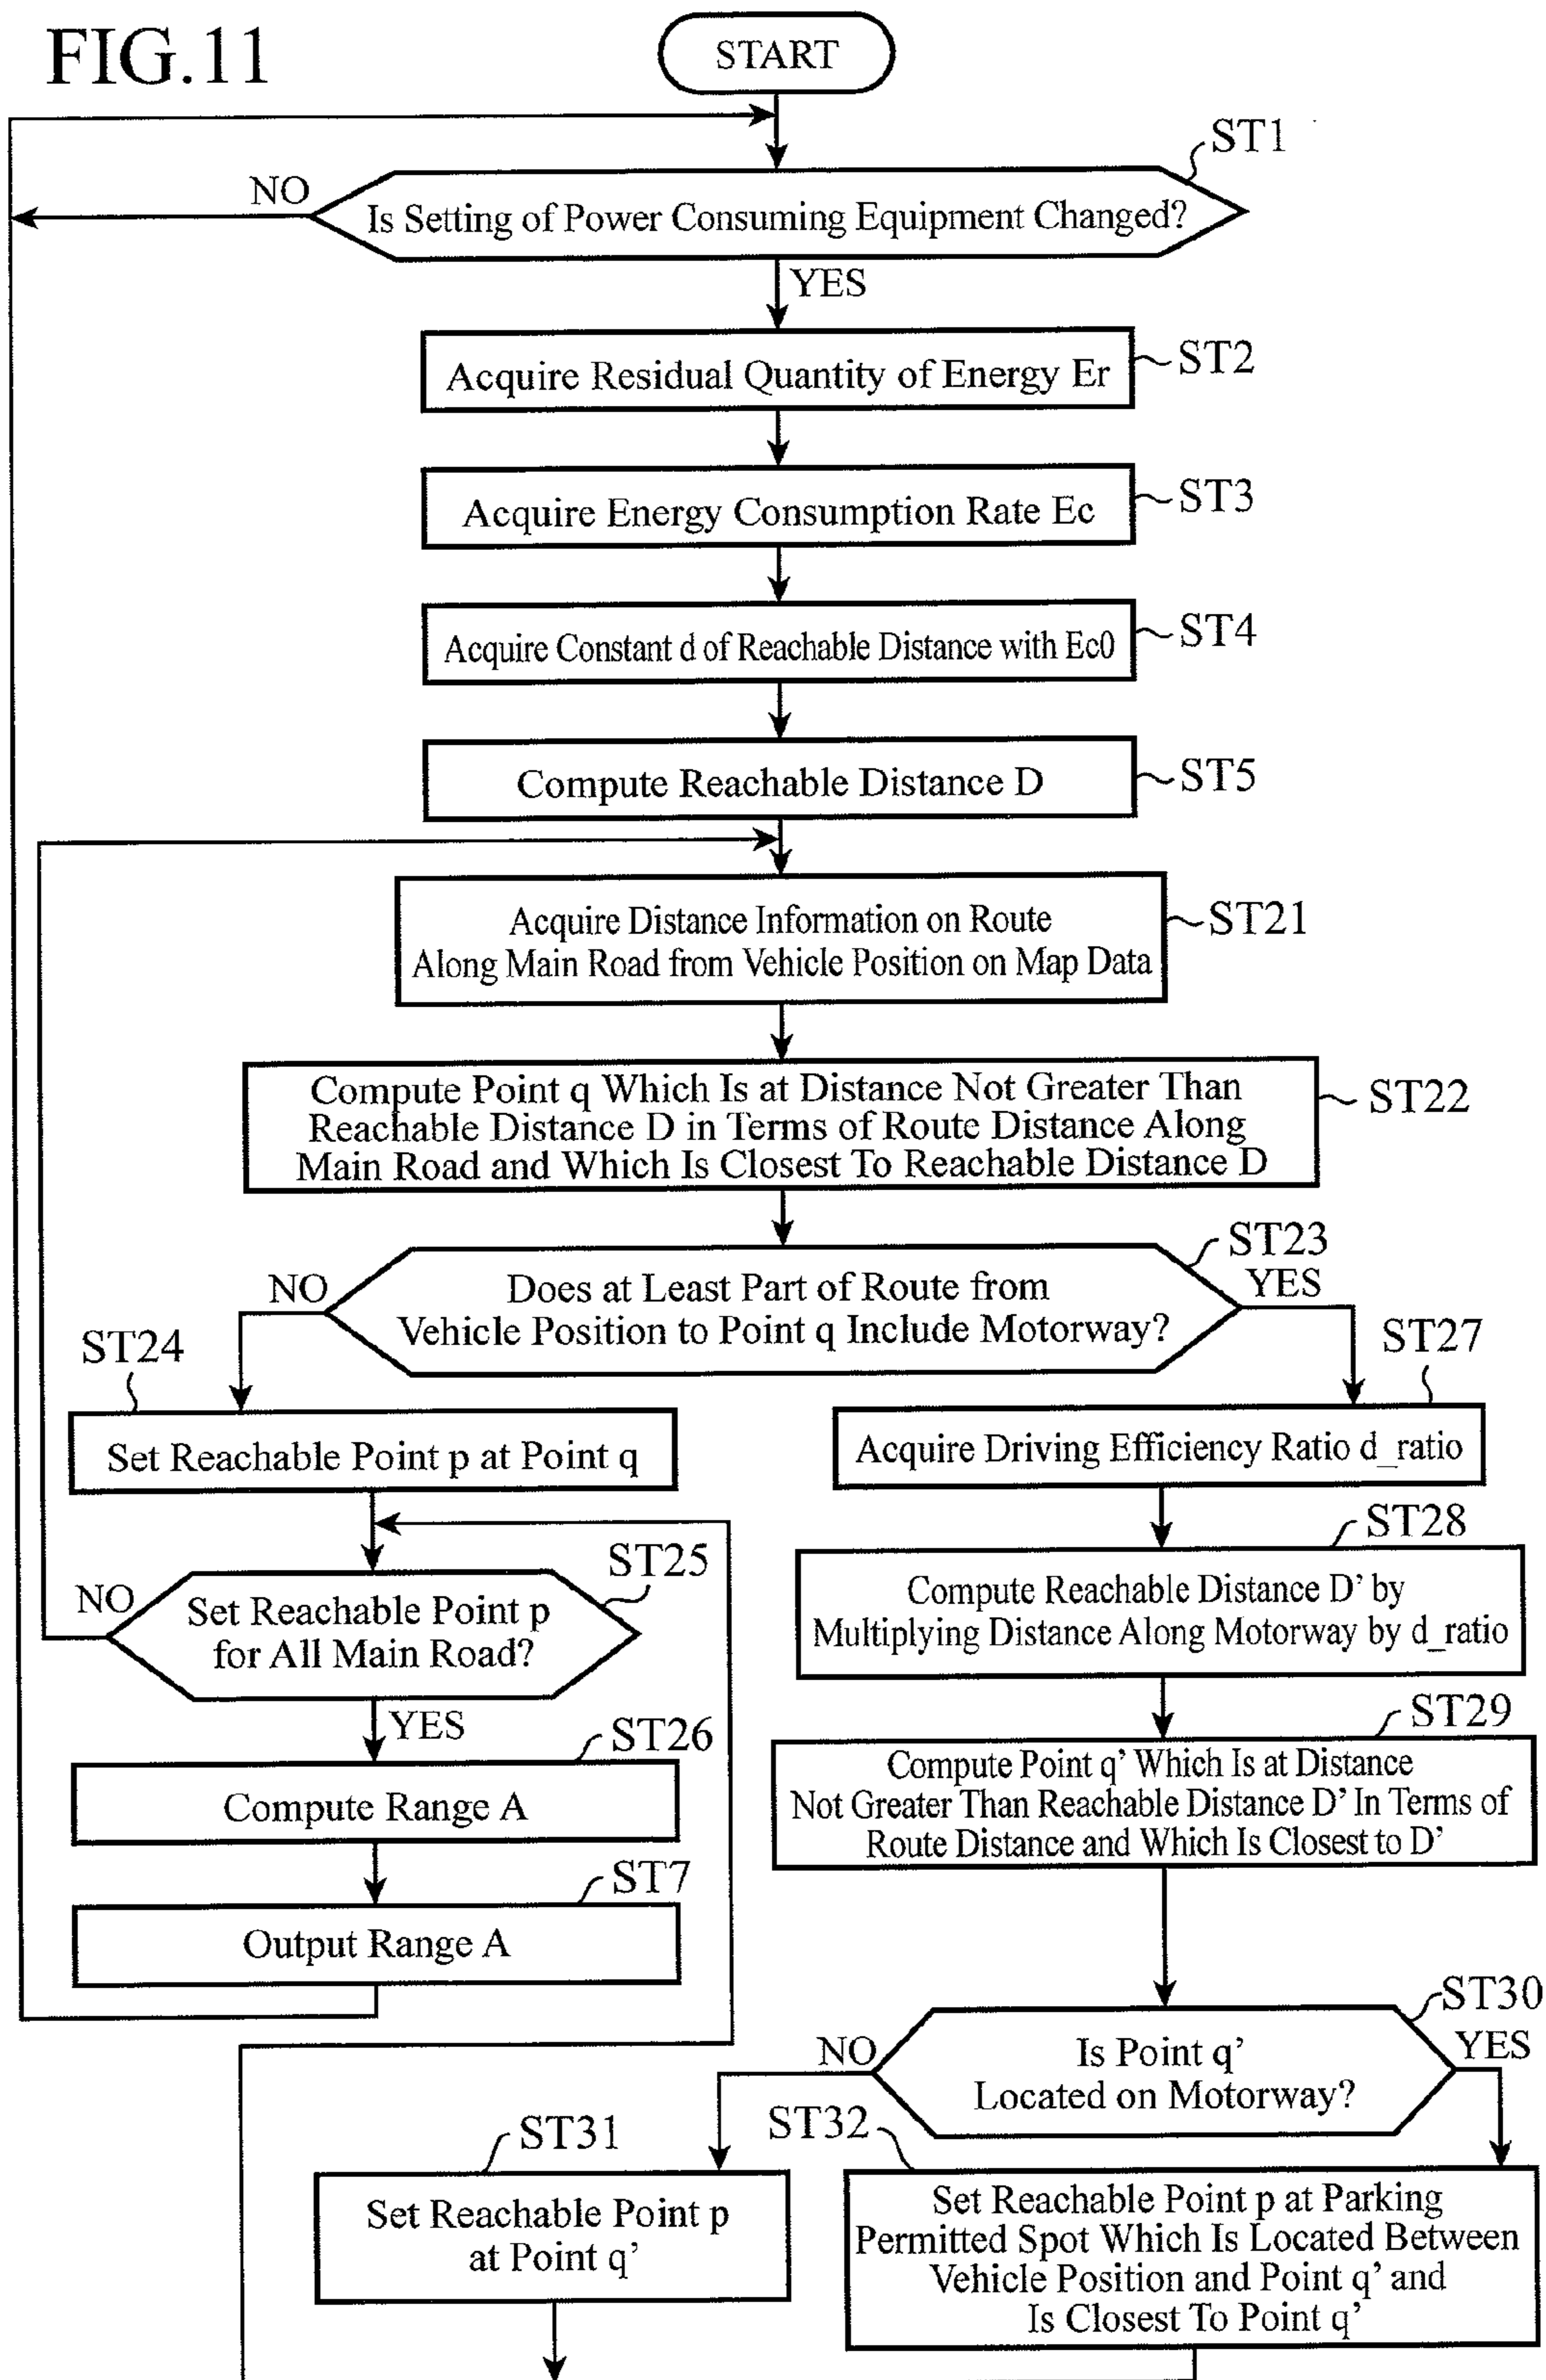 FIG.11
START
ST1
NO
Is Setting of Power Consuming Equipment Changed?
YES
Acquire Residual Quantity of Energy Er
ST2
Acquire Energy Consumption Rate Ec
ST3
Acquire Constant d of Reachable Distance with Ec0
ST4
Compute Reachable Distance D
ST5
Acquire Distance Information on Route
Along Main Road from Vehicle Position on Map Data
ST21
Compute Point q Which Is at Distance Not Greater Than
Reachable Distance D in Terms of Route Distance Along
Main Road and Which Is Closest To Reachable Distance D
ST22
ST23
NO
Does at Least Part of Route from
Vehicle Position to Point q Include Motorway?
YES
ST24
Set Reachable Point p at Point q
ST27
Acquire Driving Efficiency Ratio d_ratio
ST25
NO
Set Reachable Point p
for All Main Road?
YES
ST28
Compute Reachable Distance D' by
Multiplying Distance Along Motorway by d_ratio
ST26
Compute Range A
ST29
Compute Point q' Which Is at Distance
Not Greater Than Reachable Distance D' In Terms of
Route Distance and Which Is Closest to D'
ST7
Output Range A
ST30
NO
Is Point q'
Located on Motorway?
YES
ST31
Set Reachable Point p
at Point q'
ST32
Set Reachable Point p at Parking
Permitted Spot Which Is Located Between
Vehicle Position and Point q' and
Is Closest To Point q'